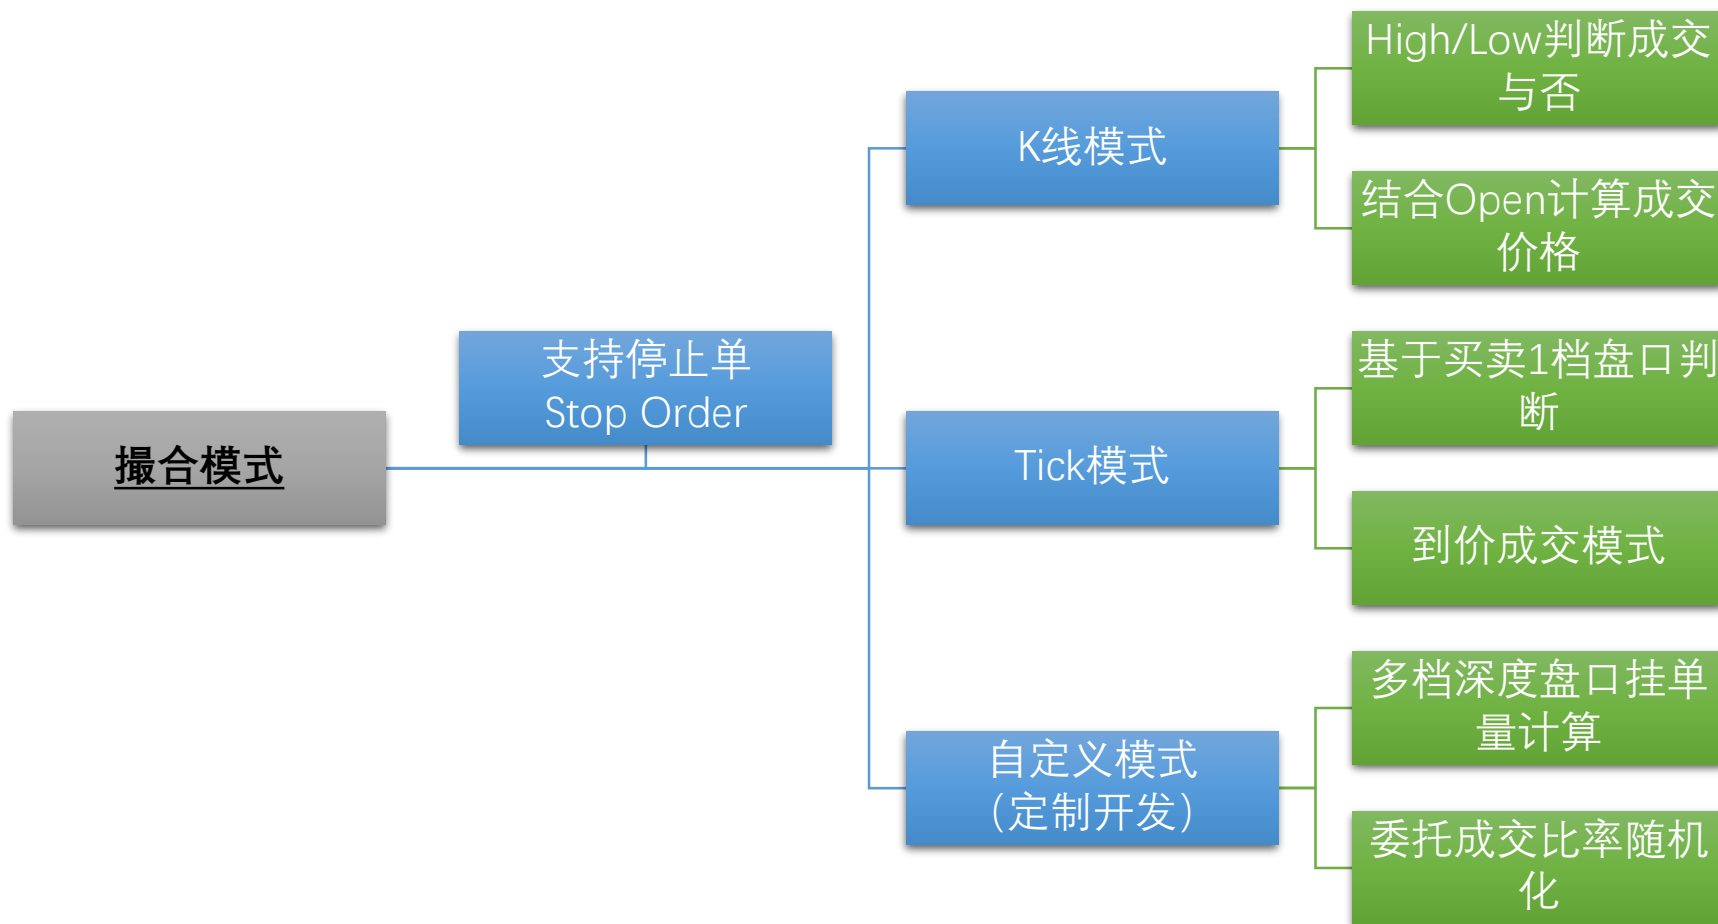 撮合模式
支持停止单
Stop Order
K线模式
High/Low判断成交
与否
结合Open计算成交
价格
Tick模式
基于买卖1档盘口判
断
到价成交模式
自定义模式
（定制开发）
多档深度盘口挂单
量计算
委托成交比率随机
化